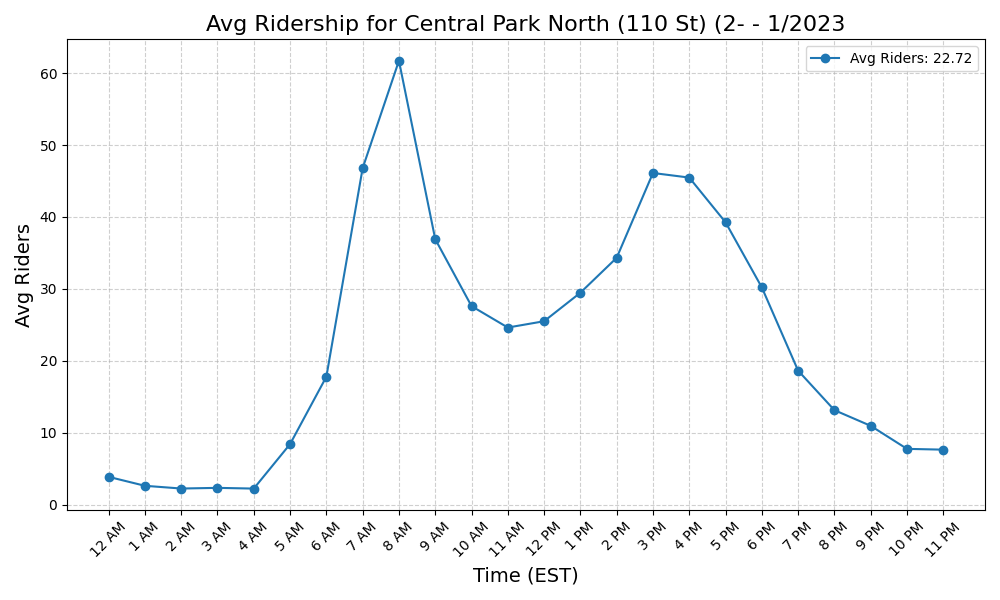 Avg Ridership for Central Park North (110 St) (2- - 1/2023
Avg Riders: 22.72
Avg Riders
60
50
40
30
20
10
0
12 AM
1 AM
2 AM
3 AM
4 AM
5 AM
6 AM
7 AM
8 AM
9 AM
10 AM
11 AM
12 PM
1 PM
2 PM
3 PM
4 PM
5 PM
6 PM
7 PM
8 PM
9 PM
10 PM
11 PM
Time (EST)